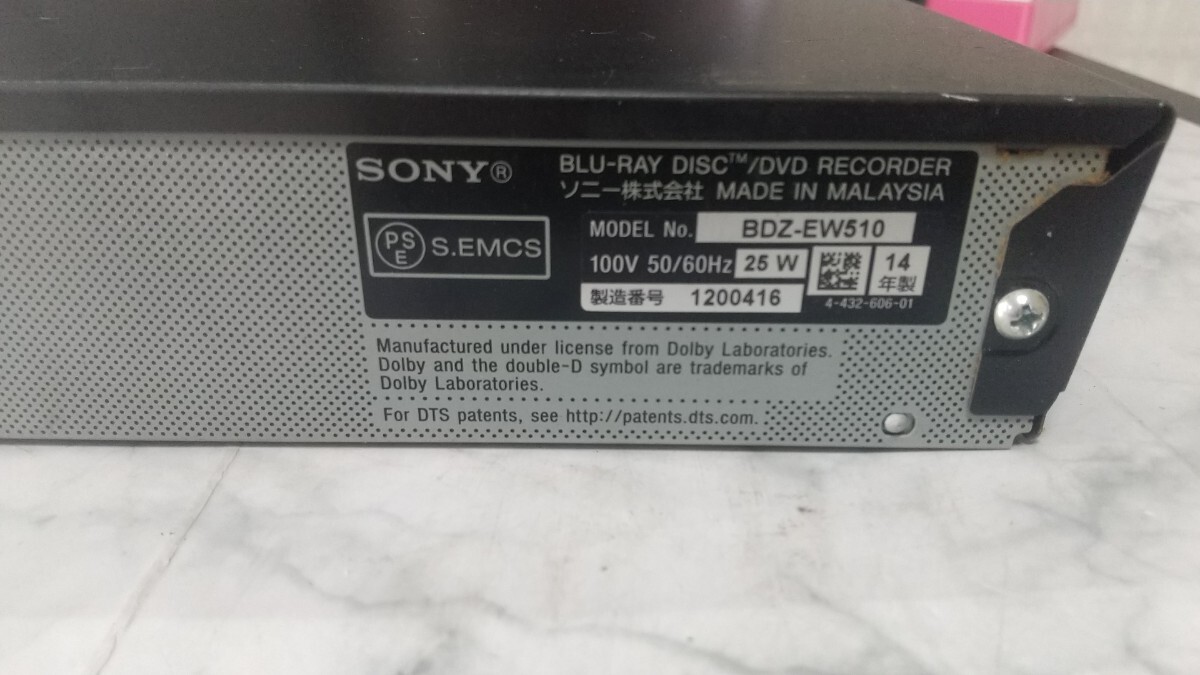 SONY®
BLU-RAY DISC™/DVD RECORDER
ソニー株式会社 MADE IN MALAYSIA
PSE S.EMCS
MODEL No. BDZ-EW510
100V 50/60Hz 25 W
14
年製
製造番号 1200416
4-432-606-01
Manufactured under license from Dolby Laboratories.
Dolby and the double-D symbol are trademarks of
Dolby Laboratories.
For DTS patents, see http://patents.dts.com.